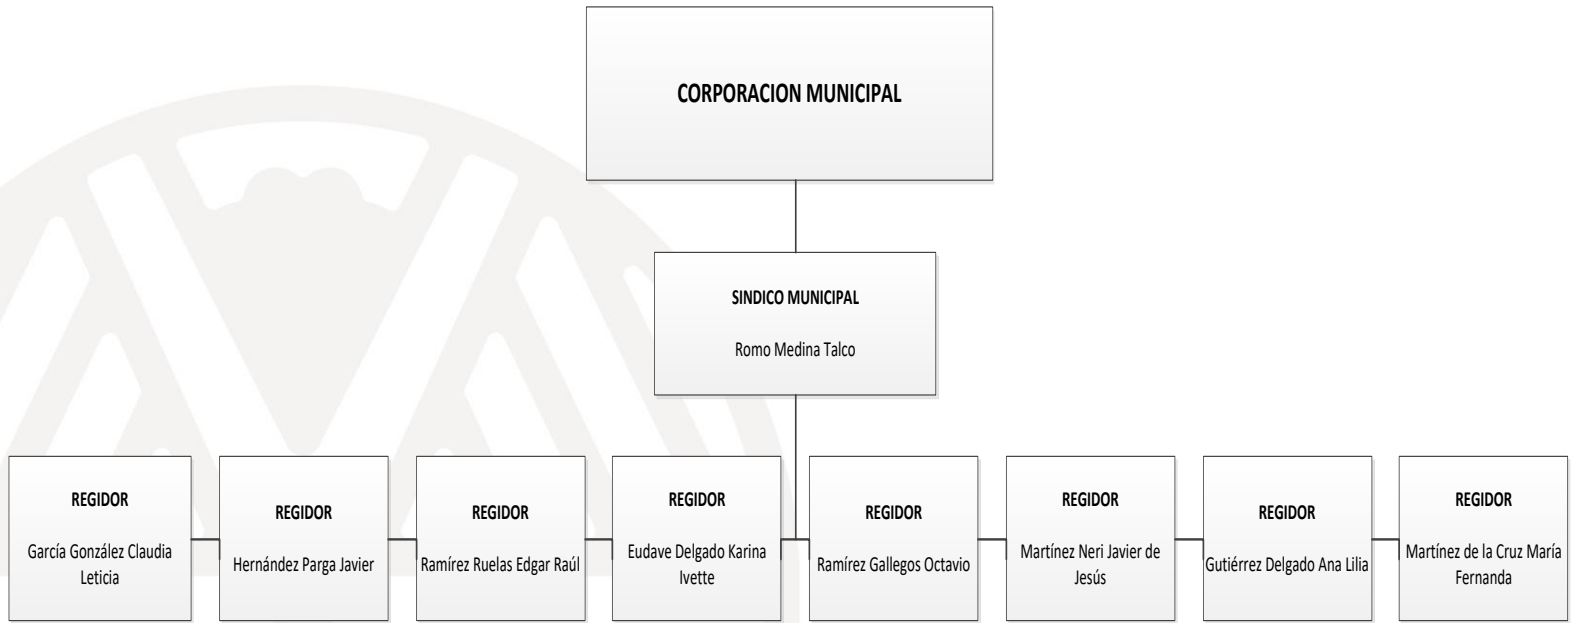 CORPORACION MUNICIPAL
SINDICO MUNICIPAL
Romo Medina Talco
REGIDOR
García González Claudia
Leticia
REGIDOR
Hernández Parga Javier
REGIDOR
Ramírez Ruelas Edgar Raúl
REGIDOR
Eudave Delgado Karina
Ivette
REGIDOR
Ramírez Gallegos Octavio
REGIDOR
Martínez Neri Javier de
Jesús
REGIDOR
Gutiérrez Delgado Ana Lilia
REGIDOR
Martínez de la Cruz María
Fernanda